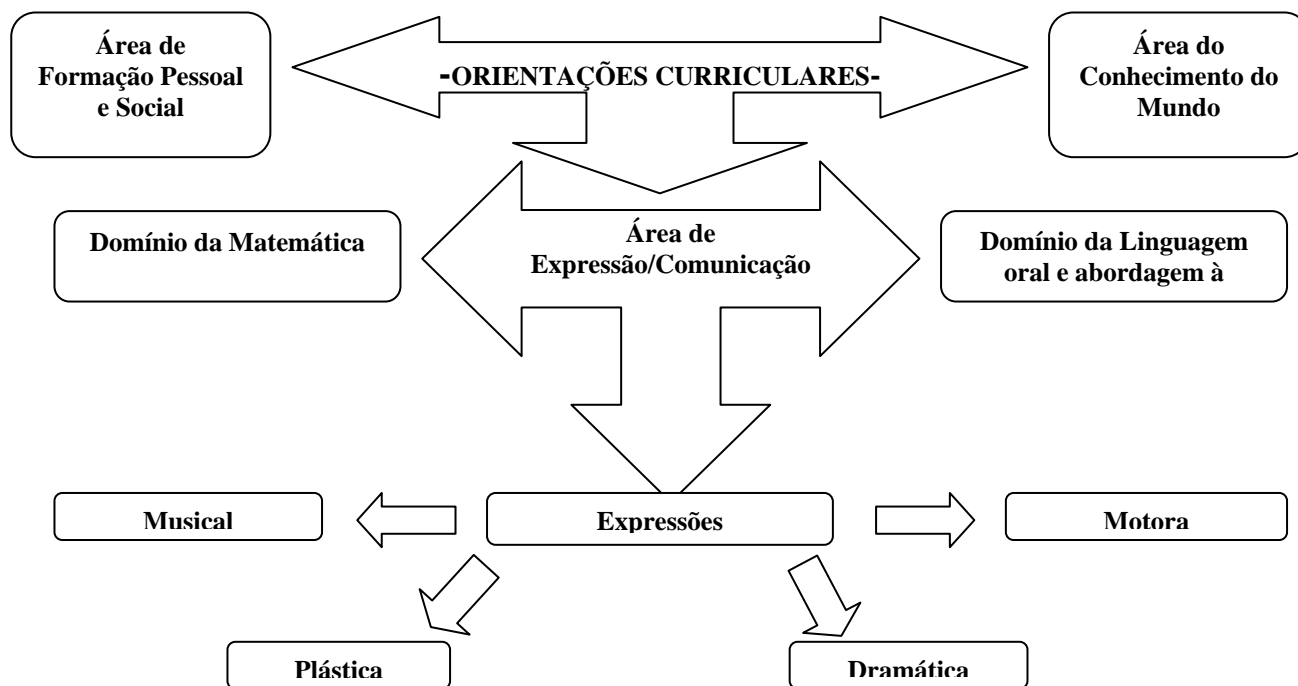 Área de
Formação Pessoal
e Social
-ORIENTAÇÕES CURRICULARES-
Área do
Conhecimento do
Mundo
Domínio da Matemática
Área de
Expressão/Comunicação
Domínio da Linguagem
oral e abordagem à
Musical
Expressões
Motora
Plástica
Dramática